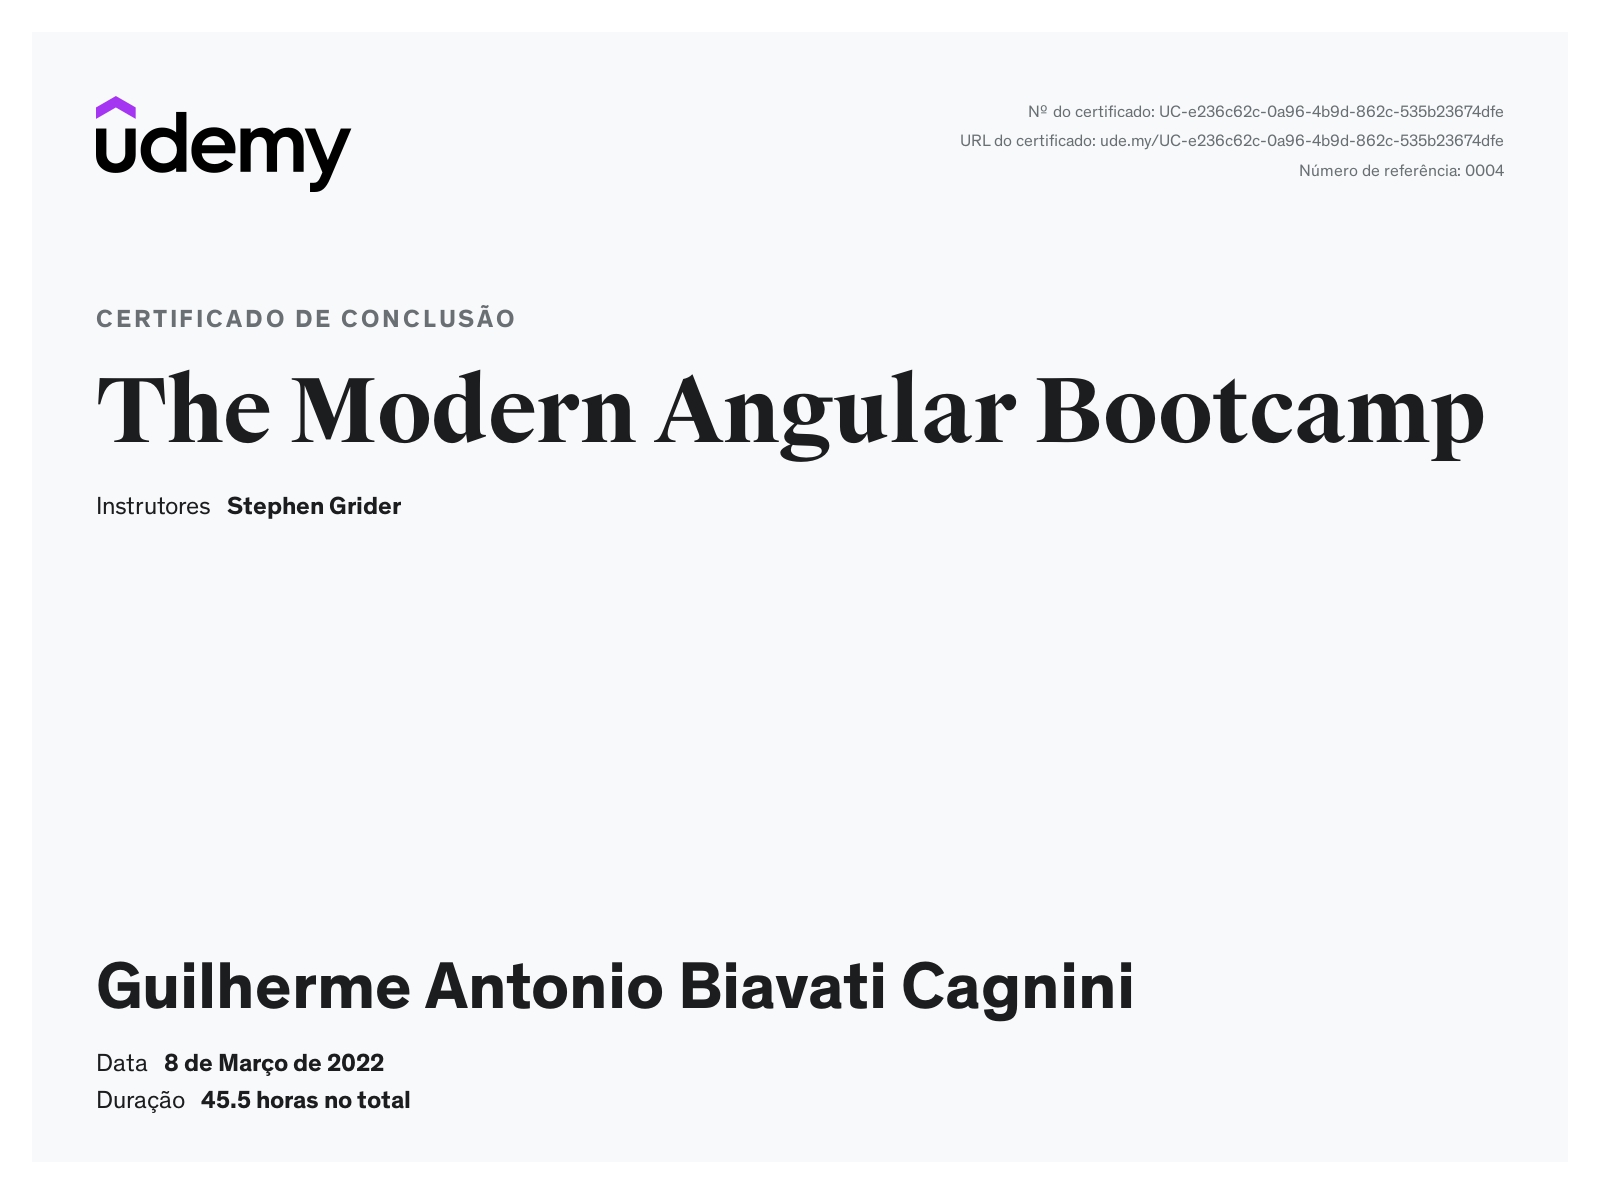 udemy
Nº do certificado: UC-e236c62c-0a96-4b9d-862c-535b23674dfe
URL do certificado: ude.my/UC-e236c62c-0a96-4b9d-862c-535b23674dfe
Número de referência: 0004
CERTIFICADO DE CONCLUSÃO
The Modern Angular Bootcamp
Instrutores Stephen Grider
Guilherme Antonio Biavati Cagnini
Data 8 de Março de 2022
Duração 45.5 horas no total